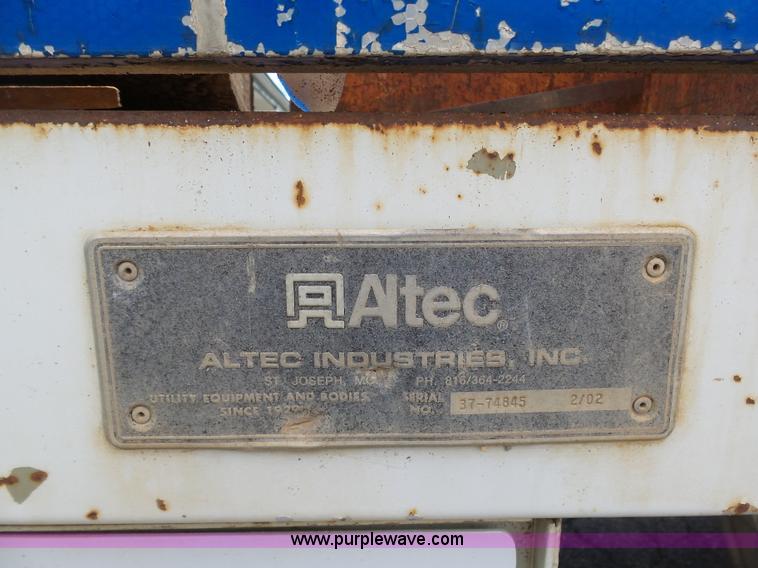 Altec®
ALTEC INDUSTRIES, INC.
ST. JOSEPH, MO. PH. 816/364-2244
UTILITY EQUIPMENT AND BODIES SERIAL 37-74845 2/02
SINCE NO.
www.purplewave.com